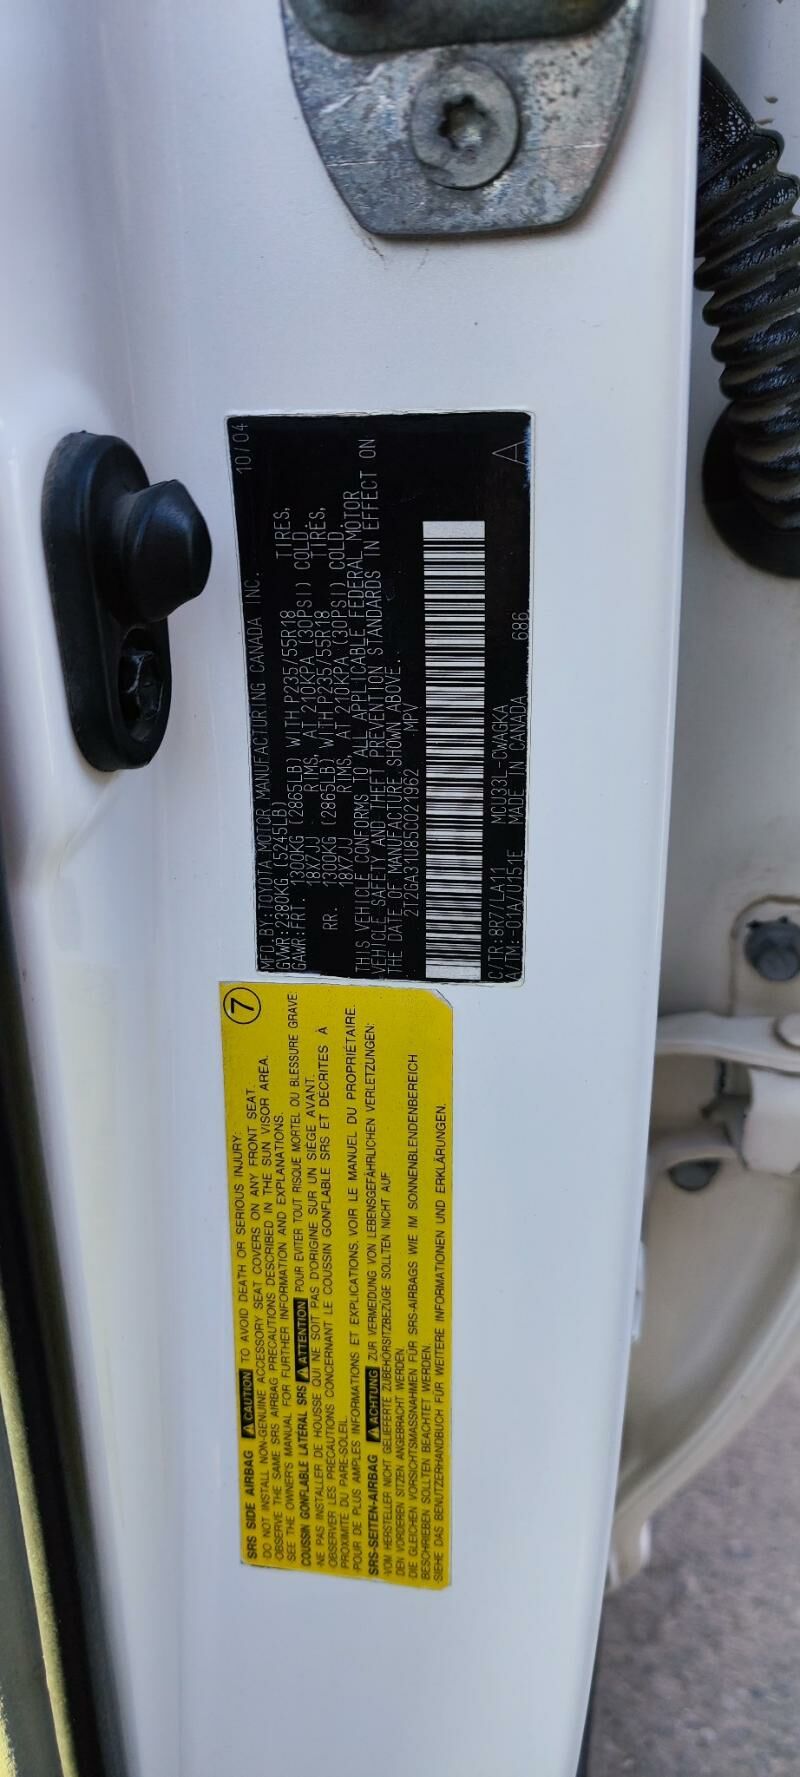 MFD.BY:TOYOTA MOTOR MANUFACTURING CANADA INC. 10/04
GVWR:2380KG (5245LB)
GAWR:FRT. 1300KG (2865LB) WITH P235/55R18 TIRES,
18X7JJ RIMS, AT 210KPA (30PSI) COLD.
RR. 1300KG (2865LB) WITH P235/55R18 TIRES,
18X7JJ RIMS, AT 210KPA (30PSI) COLD.
THIS VEHICLE CONFORMS TO ALL APPLICABLE FEDERAL MOTOR
VEHICLE SAFETY AND THEFT PREVENTION STANDARDS IN EFFECT ON
THE DATE OF MANUFACTURE SHOWN ABOVE.
2T2GA31U85C021962 MPV
C/TR:8R7/LA11 MCU33L-CWAGKA
A/TM:-01A/U151E MADE IN CANADA 686
A
7
SRS SIDE AIRBAG CAUTION TO AVOID DEATH OR SERIOUS INJURY:
·DO NOT INSTALL NON-GENUINE ACCESSORY SEAT COVERS ON ANY FRONT SEAT.
·OBSERVE THE SAME SRS AIRBAG PRECAUTIONS DESCRIBED IN THE SUN VISOR AREA.
SEE THE OWNER'S MANUAL FOR FURTHER INFORMATION AND EXPLANATIONS.
COUSSIN GONFLABLE LATÉRAL SRS ATTENTION POUR EVITER TOUT RISQUE MORTEL OU BLESSURE GRAVE:
·NE PAS INSTALLER DE HOUSSE QUI NE SOIT PAS D'ORIGINE SUR UN SIÈGE AVANT.
·OBSERVER LES PRÉCAUTIONS CONCERNANT LE COUSSIN GONFLABLE SRS ET DECRITES A
PROXIMITÉ DU PARE-SOLEIL.
·POUR DE PLUS AMPLES INFORMATIONS ET EXPLICATIONS, VOIR LE MANUEL DU PROPRIÉTAIRE.
SRS-SEITEN-AIRBAG ACHTUNG ZUR VERMEIDUNG VON LEBENSGEFÄHRLICHEN VERLETZUNGEN:
·VOM HERSTELLER NICHT GELIEFERTE ZUBEHÖRSITZBEZÜGE SOLLTEN NICHT AUF
DEN VORDEREN SITZEN ANGEBRACHT WERDEN.
·DIE GLEICHEN VORSICHTSMASSNAHMEN FÜR SRS-AIRBAGS WIE IM SONNENBLENDENBEREICH
BESCHRIEBEN SOLLTEN BEACHTET WERDEN.
·SIEHE DAS BENUTZERHANDBUCH FÜR WEITERE INFORMATIONEN UND ERKLÄRUNGEN.